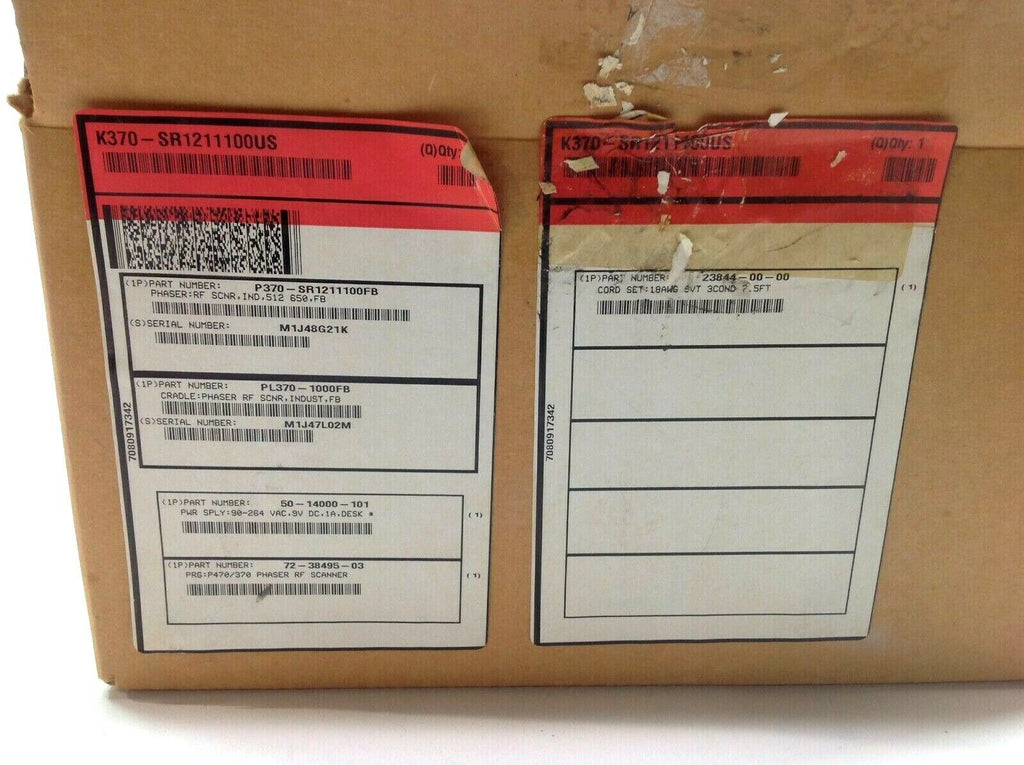 K370-SR1211100US
(Q)Qty:
(1P)PART NUMBER: P370-SR1211100FB
PHASER:RF SCNR,IND,512 650,FB
(S)SERIAL NUMBER: M1J48G21K
(1P)PART NUMBER: PL370-1000FB
CRADLE:PHASER RF SCNR,INDUST,FB
(S)SERIAL NUMBER: M1J47L02M
7080917342
(1P)PART NUMBER: 50-14000-101
PWR SPLY:90-264 VAC,9V DC,1A,DESK *
(1)
(1P)PART NUMBER: 72-38495-03
PRG:P470/370 PHASER RF SCANNER
(1)
K370-SR1211100US
(Q)Qty: 1
(1P)PART NUMBER: 23844-00-00
CORD SET:18AWG SVT 3COND 7.5FT
(1)
7080917342